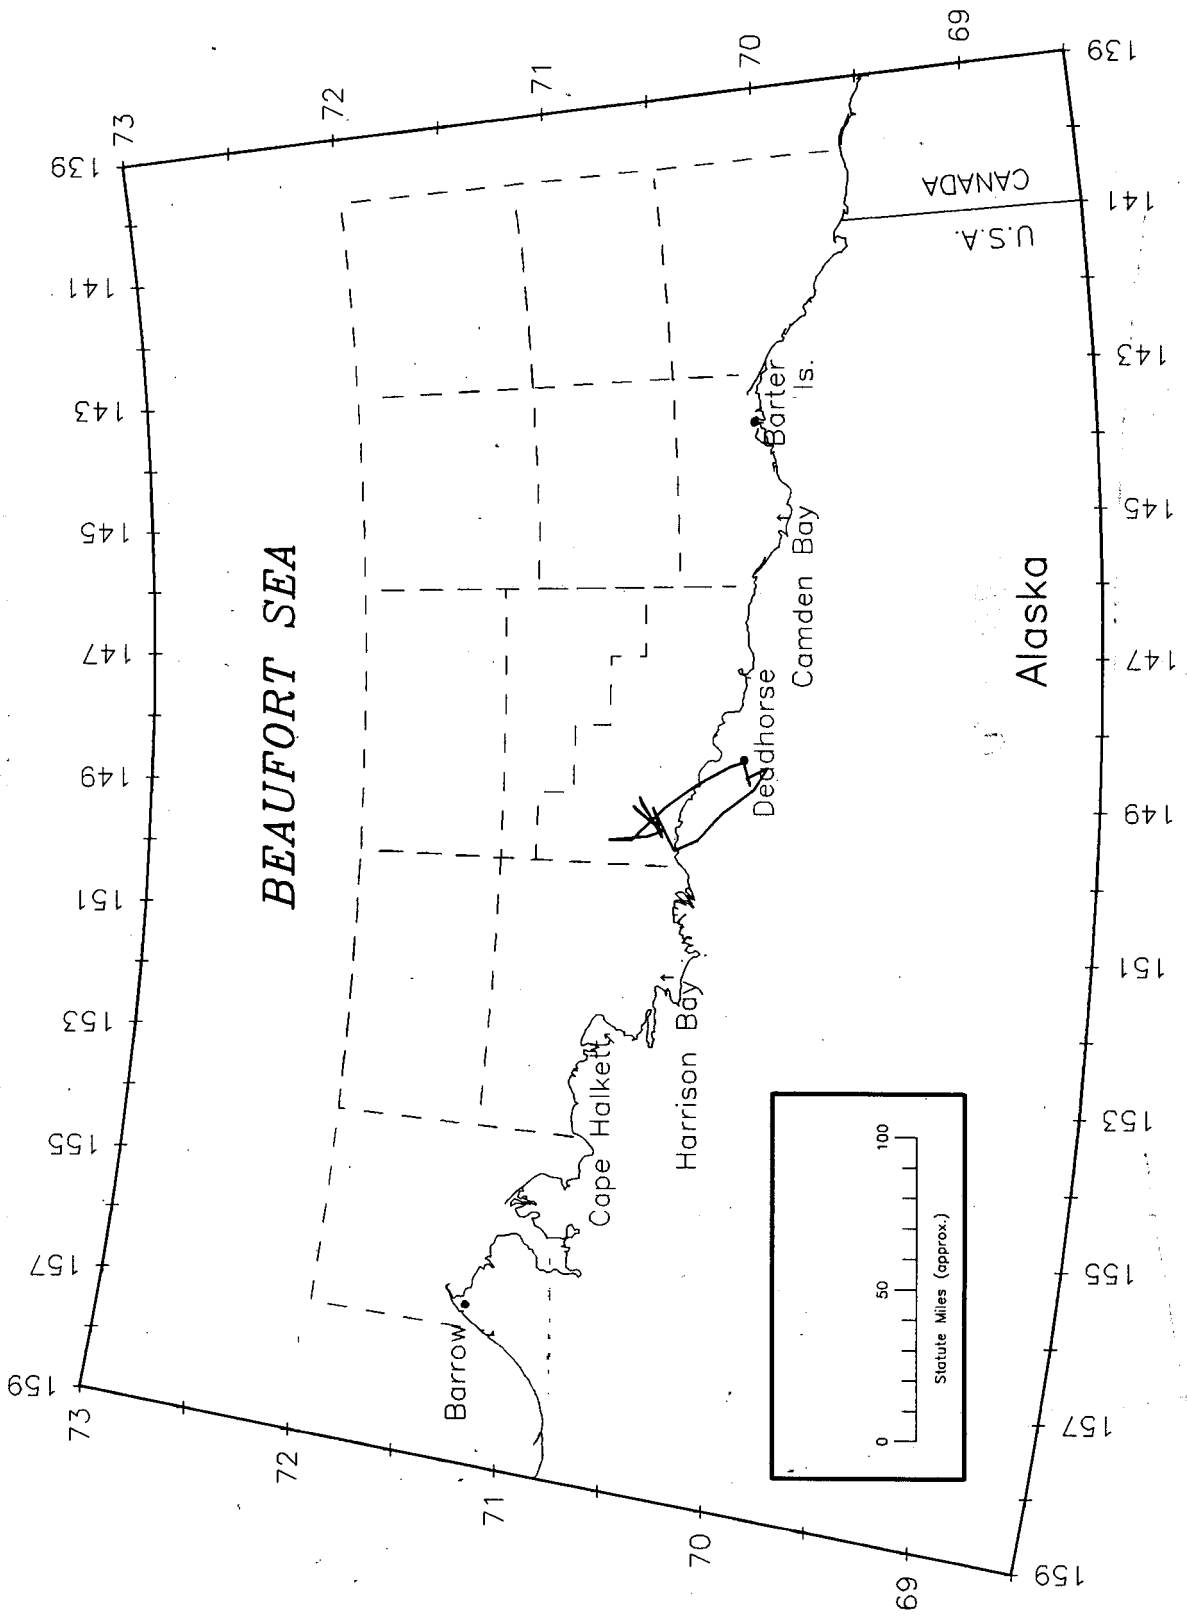 BEAUFORT SEA
159
157
155
153
151
149
147
145
143
141
139
73
73
72
72
71
71
70
70
69
69
Barrow
Cape Halkett
Harrison Bay
Deadhorse
Camden Bay
Barter
Is.
Alaska
U.S.A.
CANADA
0
50
100
Statute Miles (approx.)
159
157
155
153
151
149
147
145
143
141
139